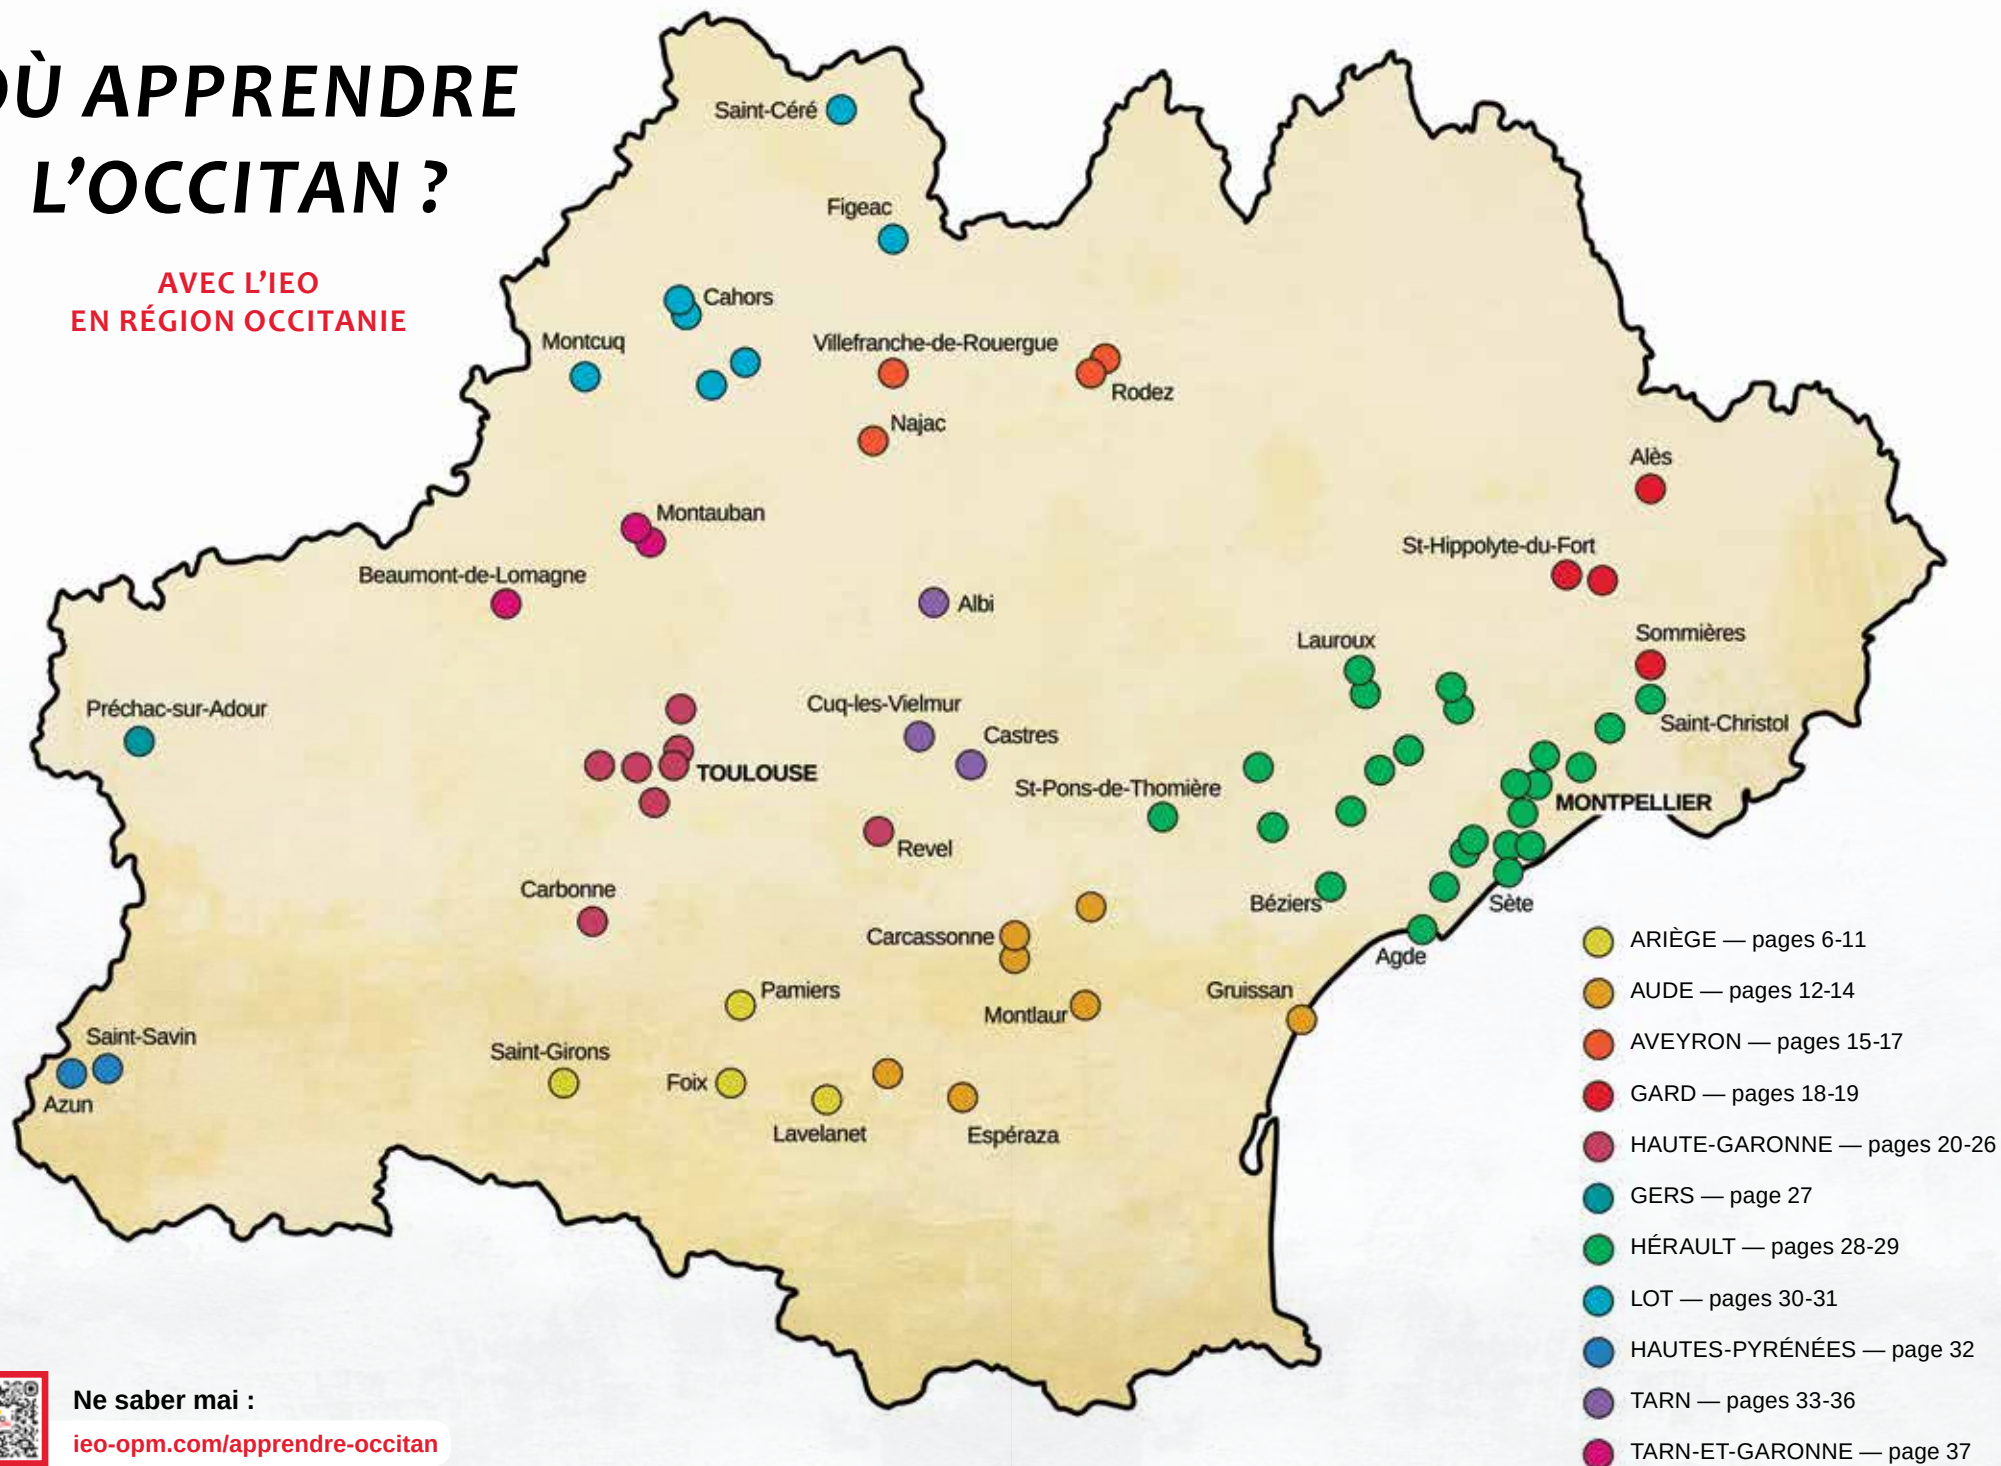 OÙ APPRENDRE
L'OCCITAN ?
AVEC L'IEO
EN RÉGION OCCITANIE
Saint-Céré
Figeac
Cahors
Montcuq
Villefranche-de-Rouergue
Rodez
Najac
Alès
Montauban
St-Hippolyte-du-Fort
Beaumont-de-Lomagne
Albi
Lauroux
Sommières
Préchac-sur-Adour
Cuq-les-Vielmur
Saint-Christol
Castres
TOULOUSE
St-Pons-de-Thomière
MONTPELLIER
Revel
Carbonne
Béziers
Sète
Carcassonne
Agde
Pamiers
Gruissan
Montlaur
Saint-Savin
Saint-Girons
Foix
Azun
Lavelanet
Espéraza
ARIÈGE — pages 6-11
AUDE — pages 12-14
AVEYRON — pages 15-17
GARD — pages 18-19
HAUTE-GARONNE — pages 20-26
GERS — page 27
HÉRAULT — pages 28-29
LOT — pages 30-31
HAUTES-PYRÉNÉES — page 32
TARN — pages 33-36
TARN-ET-GARONNE — page 37
Ne saber mai :
ieo-opm.com/apprendre-occitan